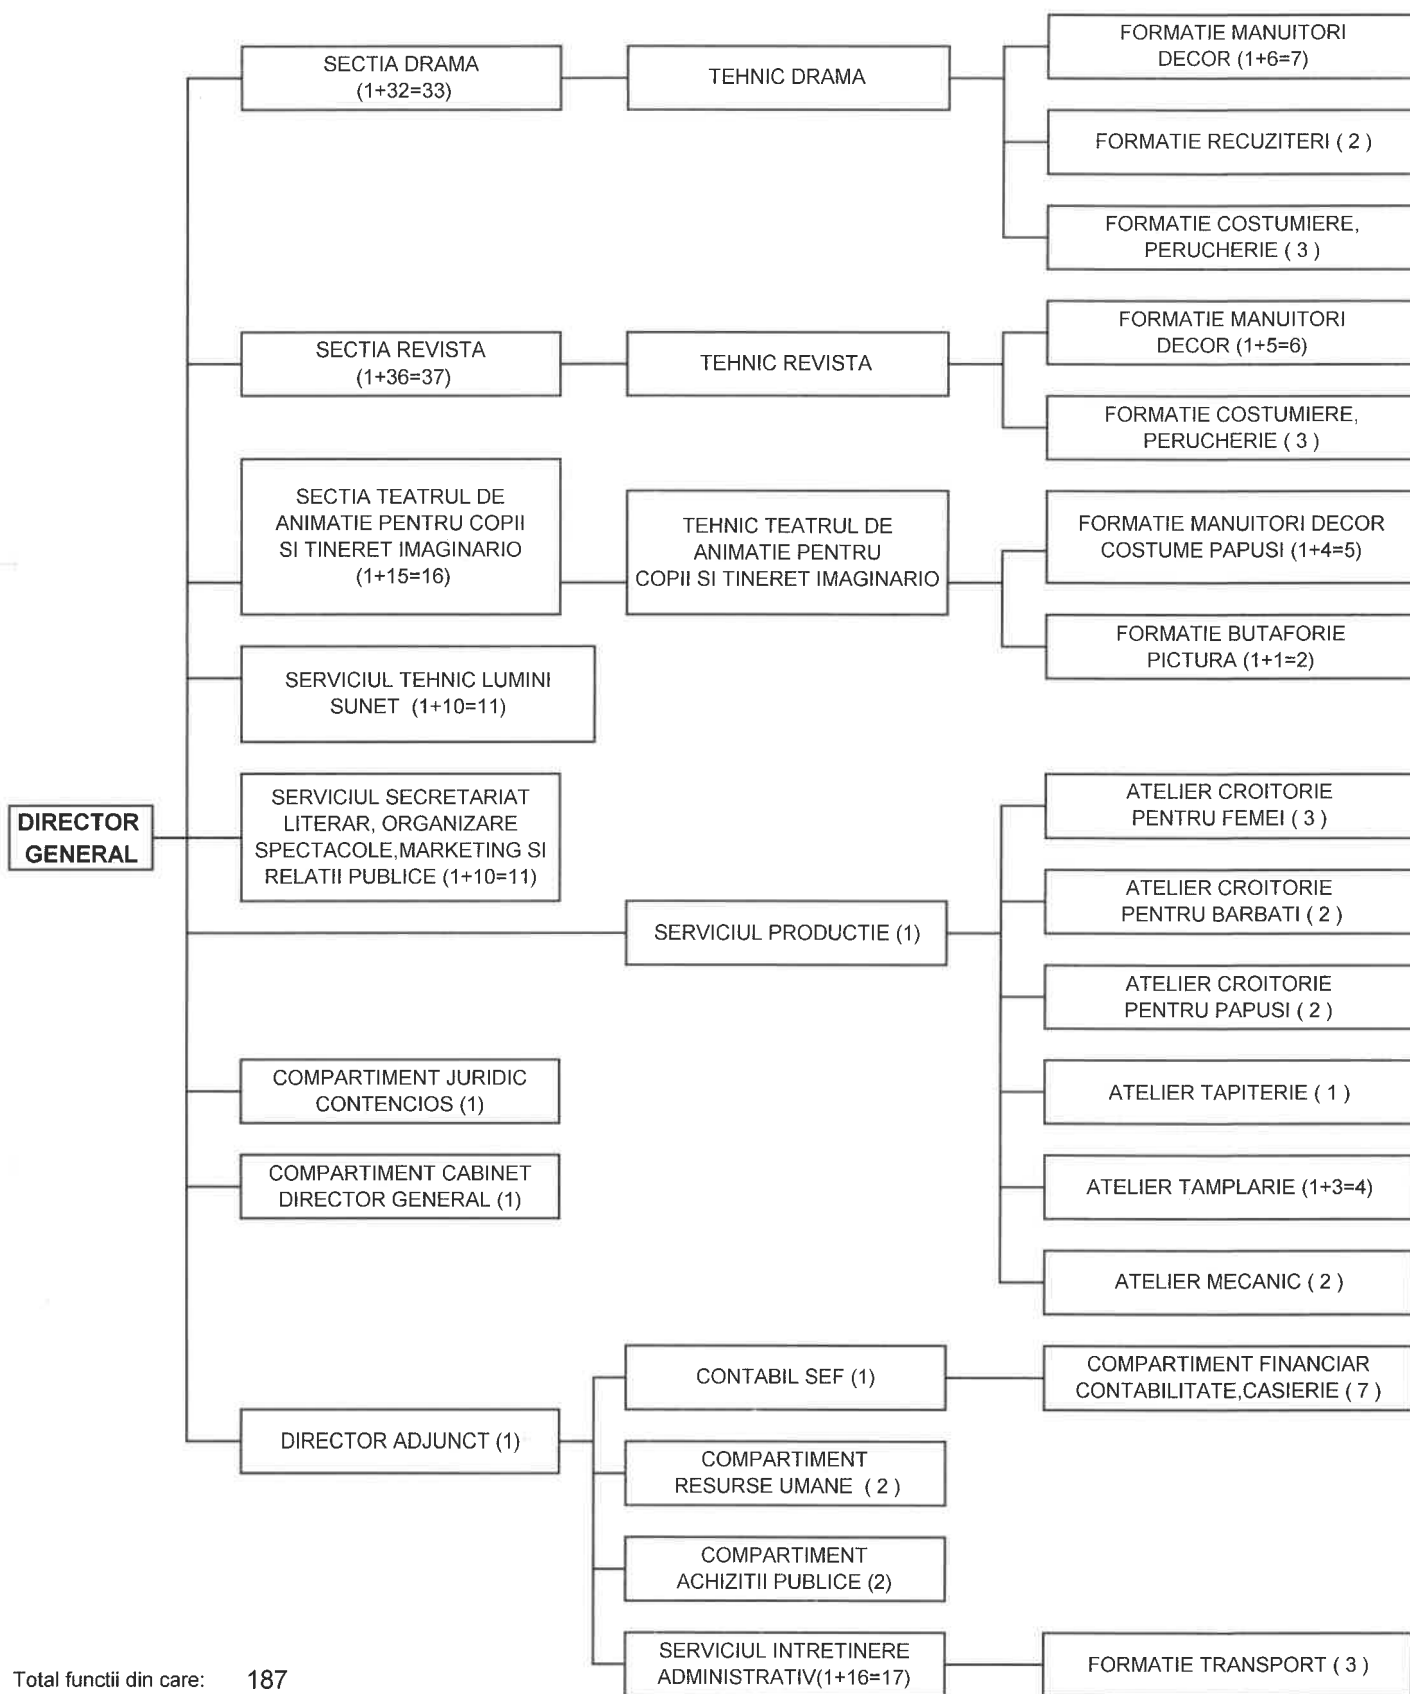 SECTIA DRAMA
(1+32=33)
TEHNIC DRAMA
FORMATIE MANUITORI
DECOR (1+6=7)
FORMATIE RECUZITERI ( 2 )
FORMATIE COSTUMIERE,
PERUCHERIE ( 3 )
SECTIA REVISTA
(1+36=37)
TEHNIC REVISTA
FORMATIE MANUITORI
DECOR (1+5=6)
FORMATIE COSTUMIERE,
PERUCHERIE ( 3 )
SECTIA TEATRUL DE
ANIMATIE PENTRU COPII
SI TINERET IMAGINARIO
(1+15=16)
TEHNIC TEATRUL DE
ANIMATIE PENTRU
COPII SI TINERET IMAGINARIO
FORMATIE MANUITORI DECOR
COSTUME PAPUSI (1+4=5)
FORMATIE BUTAFORIE
PICTURA (1+1=2)
SERVICIUL TEHNIC LUMINI
SUNET (1+10=11)
DIRECTOR
GENERAL
SERVICIUL SECRETARIAT
LITERAR, ORGANIZARE
SPECTACOLE,MARKETING SI
RELATII PUBLICE (1+10=11)
SERVICIUL PRODUCTIE (1)
ATELIER CROITORIE
PENTRU FEMEI ( 3 )
ATELIER CROITORIE
PENTRU BARBATI ( 2 )
ATELIER CROITORIE
PENTRU PAPUSI ( 2 )
ATELIER TAPITERIE ( 1 )
ATELIER TAMPLARIE (1+3=4)
ATELIER MECANIC ( 2 )
COMPARTIMENT JURIDIC
CONTENCIOS (1)
COMPARTIMENT CABINET
DIRECTOR GENERAL (1)
DIRECTOR ADJUNCT (1)
CONTABIL SEF (1)
COMPARTIMENT FINANCIAR
CONTABILITATE,CASIERIE ( 7 )
COMPARTIMENT
RESURSE UMANE ( 2 )
COMPARTIMENT
ACHIZITII PUBLICE (2)
SERVICIUL INTRETINERE
ADMINISTRATIV(1+16=17)
FORMATIE TRANSPORT ( 3 )
Total functii din care: 187